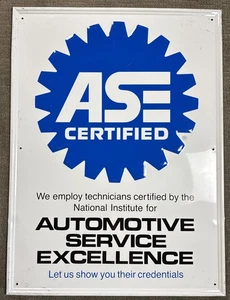 ASE
CERTIFIED
We employ technicians certified by the
National Institute for
AUTOMOTIVE
SERVICE
EXCELLENCE
Let us show you their credentials